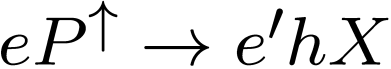 eP↑ → e′hX